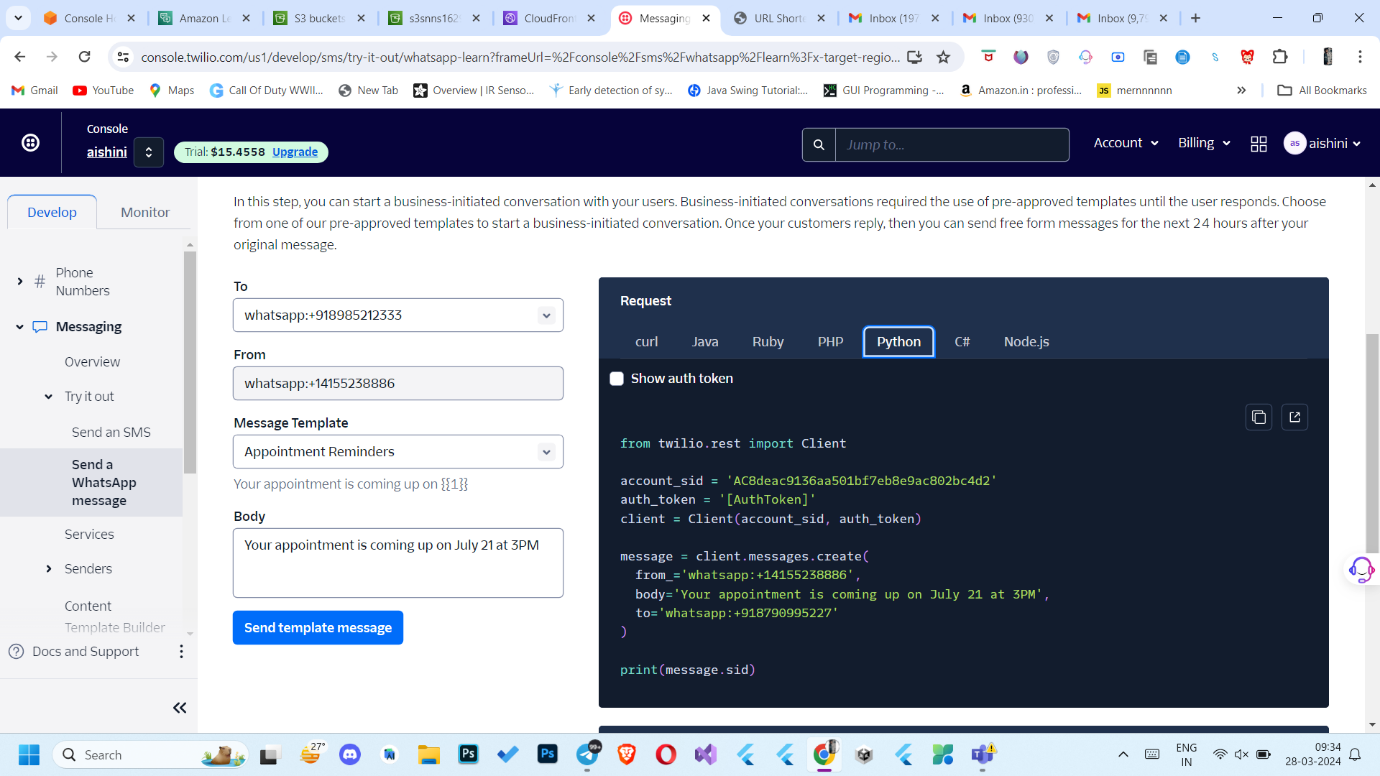 Console H
Amazon L
S3 buckets
s3snns162
CloudFron
Messaging
URL Short
Inbox (197
Inbox (930
Inbox (9,7
console.twilio.com/us1/develop/sms/try-it-out/whatsapp-learn?frameUrl=%2Fconsole%2Fsms%2Fwhatsapp%2Flearn%3Fx-target-regio...
Gmail
YouTube
Maps
Call Of Duty WWII...
New Tab
Overview | IR Senso...
Early detection of sy...
Java Swing Tutorial:...
GUI Programming -...
Amazon.in : professi...
JS mernnnnnn
»
All Bookmarks
Console
aishini
Trial: $15.4558 Upgrade
Jump to...
Account
Billing
as aishini
Develop
Monitor
# Phone
Numbers
Messaging
Overview
Try it out
Send an SMS
Send a
WhatsApp
message
Services
Senders
Content
Template Builder
Docs and Support
In this step, you can start a business-initiated conversation with your users. Business-initiated conversations required the use of pre-approved templates until the user responds. Choose
from one of our pre-approved templates to start a business-initiated conversation. Once your customers reply, then you can send free form messages for the next 24 hours after your
original message.
To
whatsapp:+918985212333
From
whatsapp:+14155238886
Message Template
Appointment Reminders
Your appointment is coming up on {{1}}
Body
Your appointment is coming up on July 21 at 3PM
Send template message
Request
curl
Java
Ruby
PHP
Python
C#
Node.js
Show auth token
from twilio.rest import Client
account_sid = 'AC8deac9136aa501bf7eb8e9ac802bc4d2'
auth_token = '[AuthToken]'
client = Client(account_sid, auth_token)
message = client.messages.create(
from_='whatsapp:+14155238886',
body='Your appointment is coming up on July 21 at 3PM',
to='whatsapp:+918790995227'
)
print(message.sid)
Search
27°
Ps
Ps
99+
ENG
IN
09:34
28-03-2024